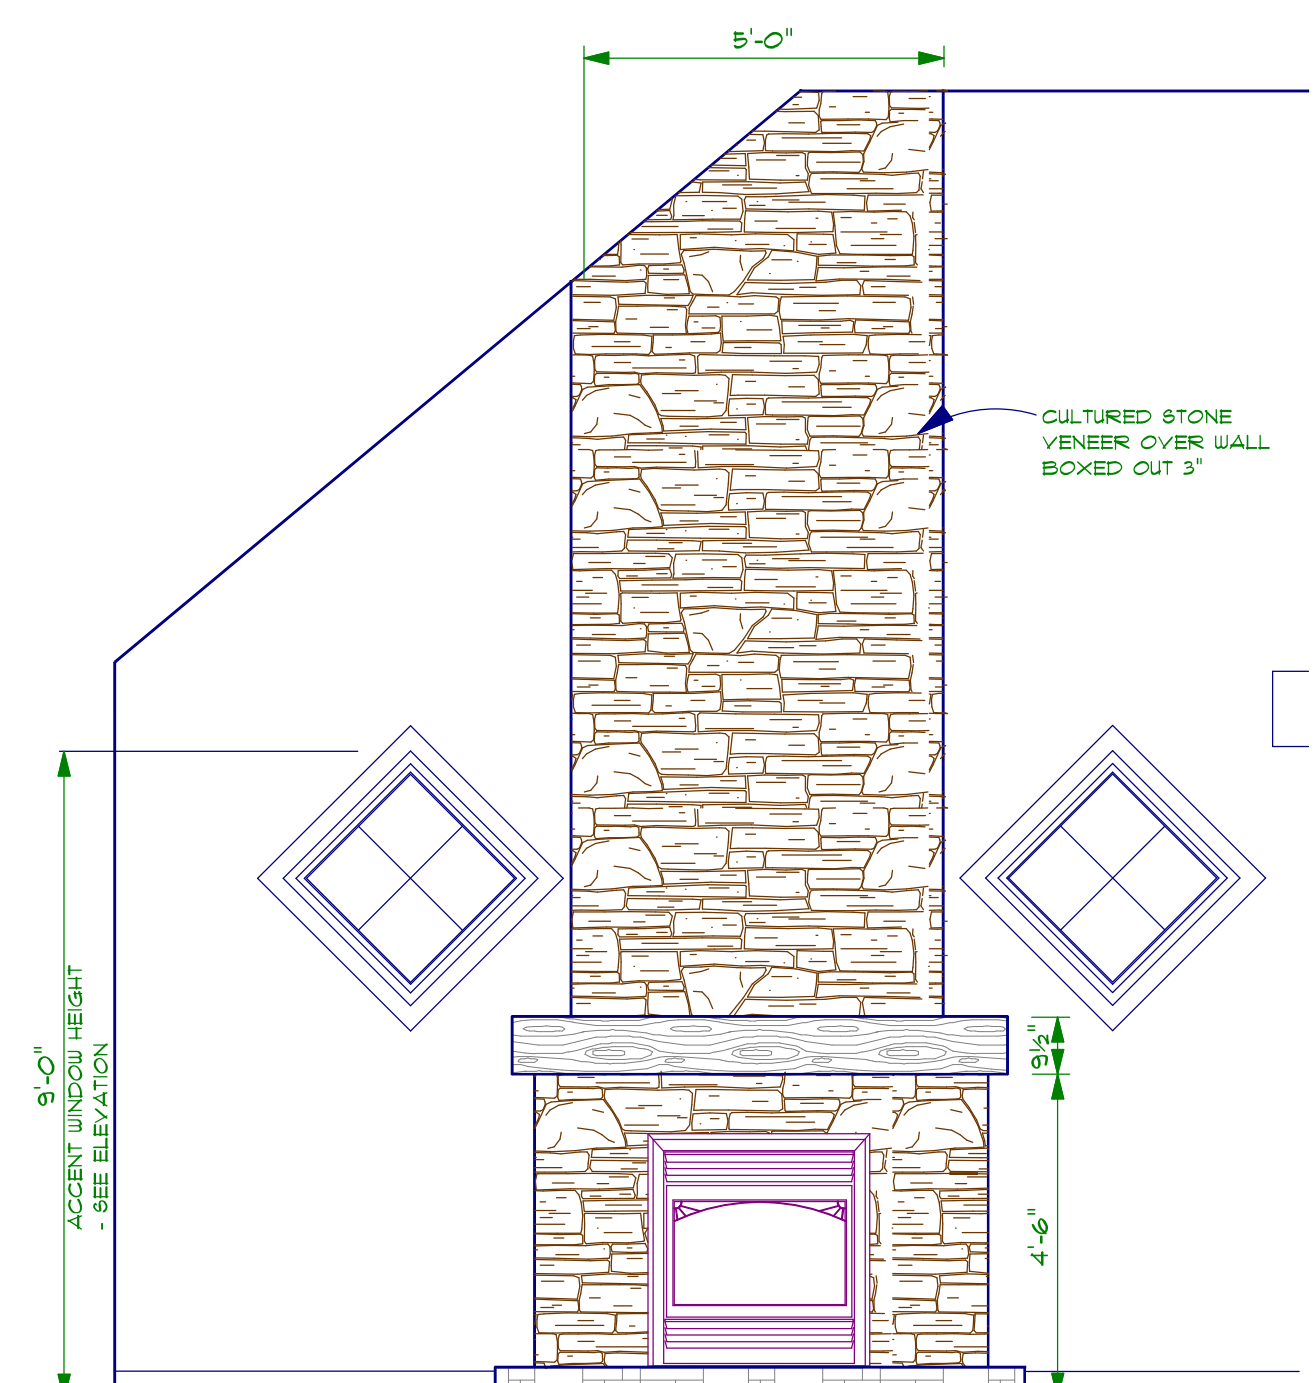 5'-0"
CULTURED STONE
VENEER OVER WALL
BOXED OUT 3"
9'-0"
ACCENT WINDOW HEIGHT
- SEE ELEVATION
9½"
4'-6"